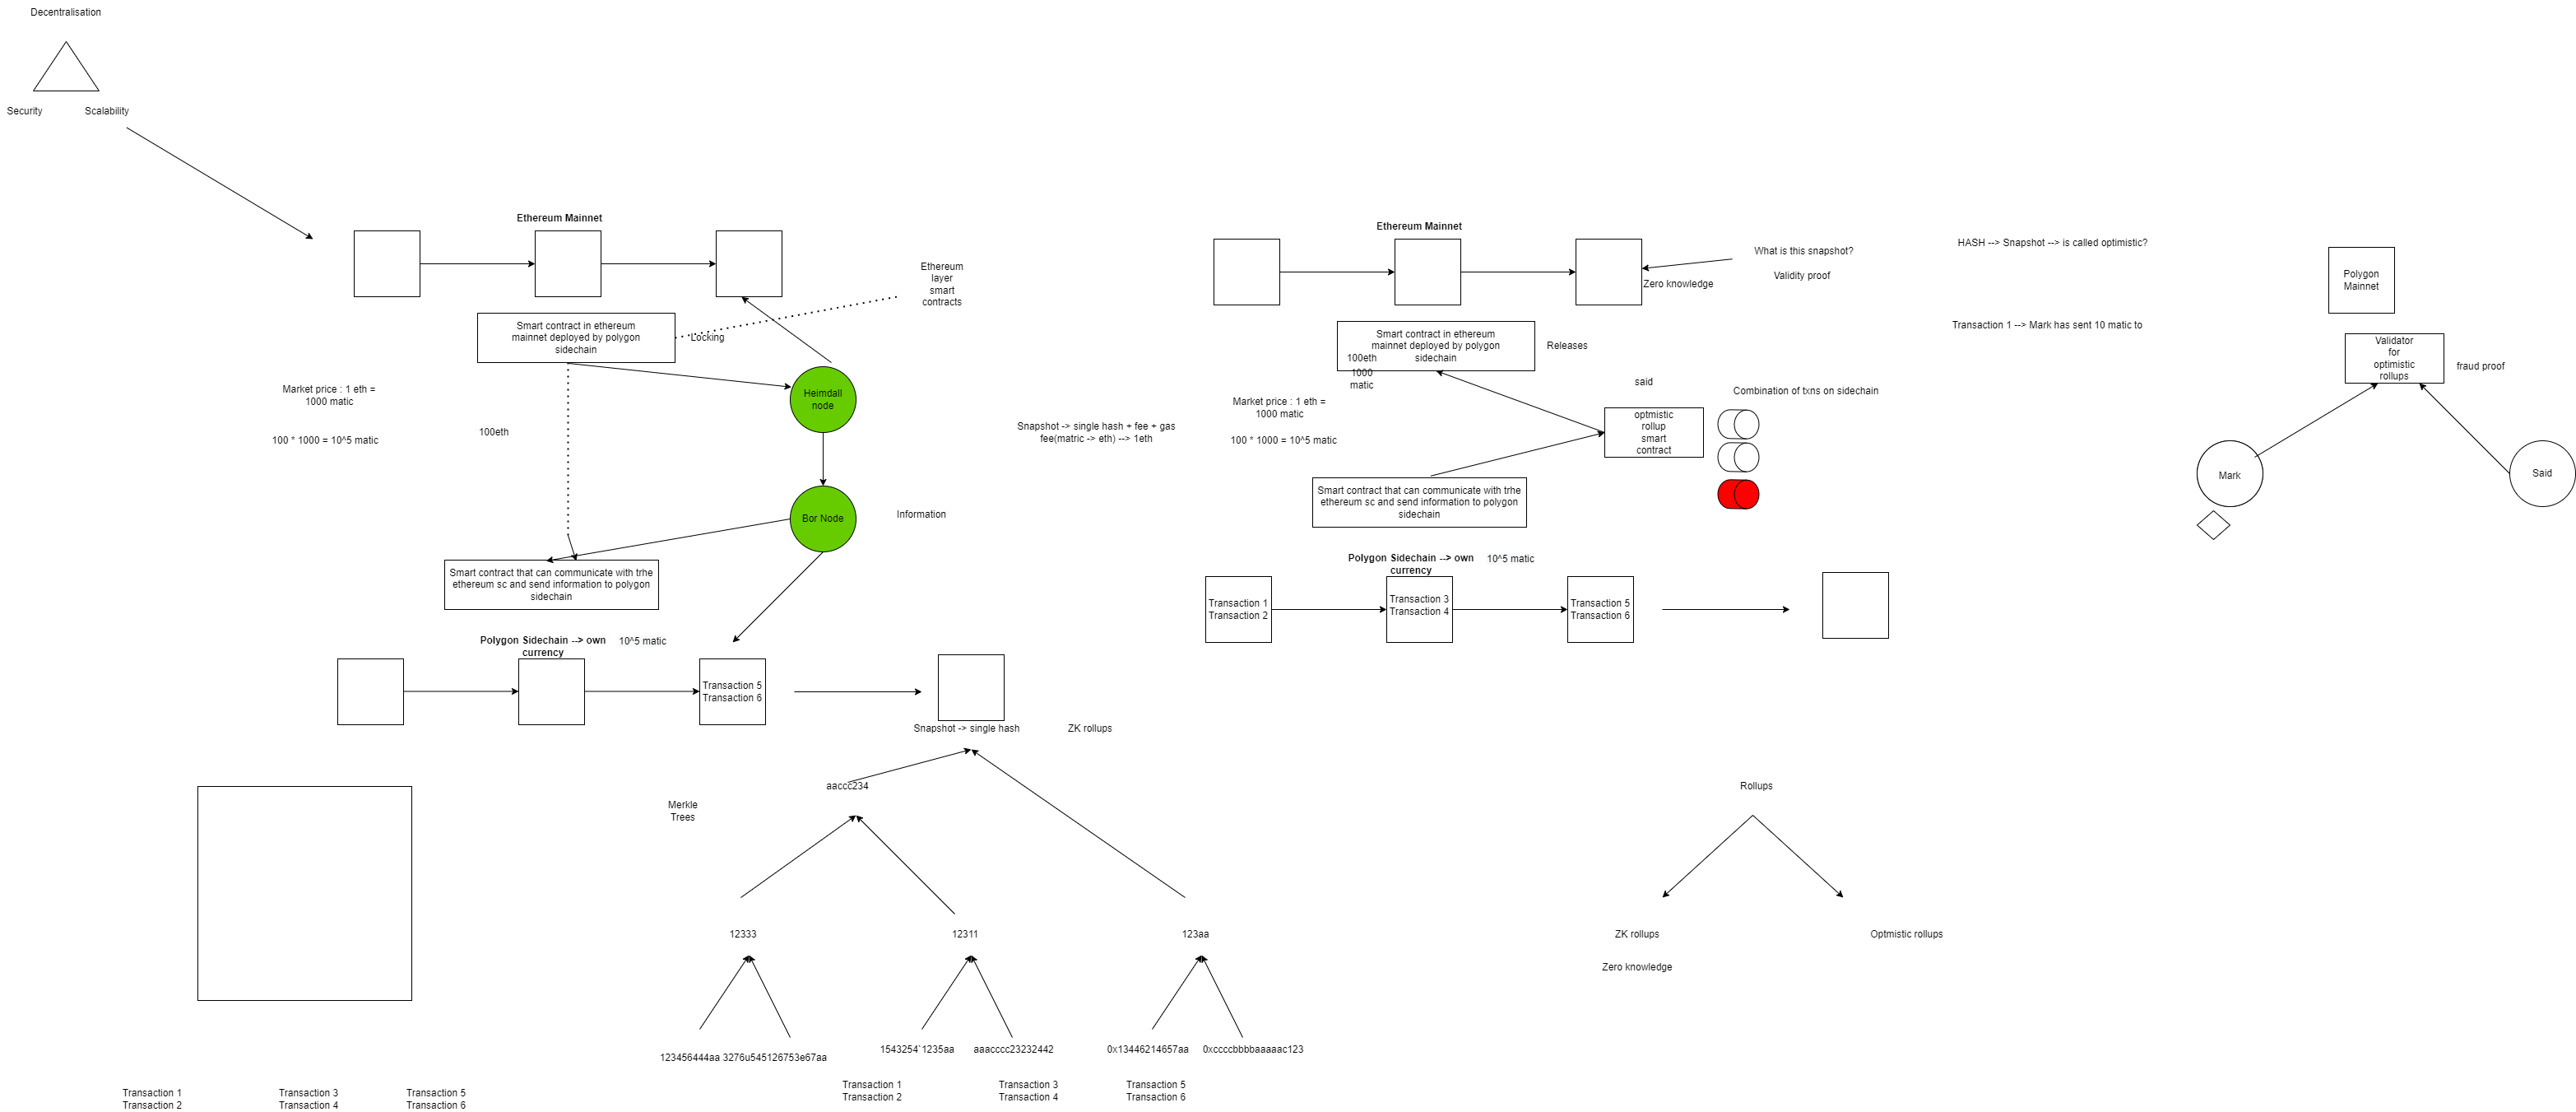 Decentralisation
Security
Scalability
Ethereum Mainnet
Ethereum
layer
smart
contracts
Smart contract in ethereum
mainnet deployed by polygon
sidechain
Locking
Market price : 1 eth =
1000 matic
100 * 1000 = 10^5 matic
100eth
Heimdall
node
Bor Node
Information
Smart contract that can communicate with trhe
ethereum sc and send information to polygon
sidechain
Polygon Sidechain --> own
currency
10^5 matic
Transaction 5
Transaction 6
Snapshot -> single hash
ZK rollups
Merkle
Trees
aaccc234
12333
12311
123aa
123456444aa
3276u545126753e67aa
1543254`1235aa
aaacccc23232442
0x13446214657aa
0xccccbbbbaaaaac123
Transaction 1
Transaction 2
Transaction 3
Transaction 4
Transaction 5
Transaction 6
Transaction 1
Transaction 2
Transaction 3
Transaction 4
Transaction 5
Transaction 6
Snapshot -> single hash + fee + gas
fee(matric -> eth) --> 1eth
Ethereum Mainnet
What is this snapshot?
Validity proof
Zero knowledge
Smart contract in ethereum
mainnet deployed by polygon
sidechain
100eth
1000
matic
Releases
Market price : 1 eth =
1000 matic
100 * 1000 = 10^5 matic
said
optmistic
rollup
smart
contract
Combination of txns on sidechain
Smart contract that can communicate with trhe
ethereum sc and send information to polygon
sidechain
Polygon Sidechain --> own
currency
10^5 matic
Transaction 1
Transaction 2
Transaction 3
Transaction 4
Transaction 5
Transaction 6
Rollups
ZK rollups
Optmistic rollups
Zero knowledge
HASH --> Snapshot --> is called optimistic?
Transaction 1 --> Mark has sent 10 matic to
Polygon
Mainnet
Validator
for
optimistic
rollups
fraud proof
Mark
Said